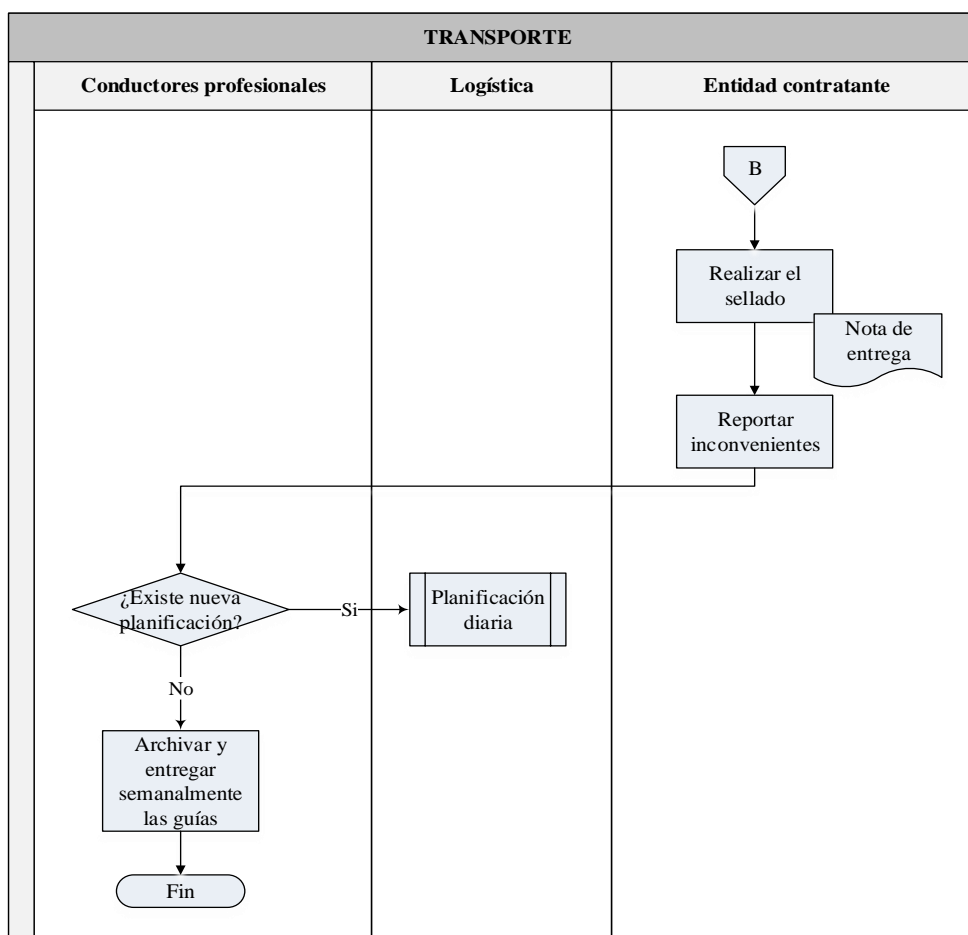 TRANSPORTE
Conductores profesionales
Logística
Entidad contratante
B
Realizar el
sellado
Nota de
entrega
Reportar
inconvenientes
¿Existe nueva
planificación?
Si
Planificación
diaria
No
Archivar y
entregar
semanalmente
las guías
Fin